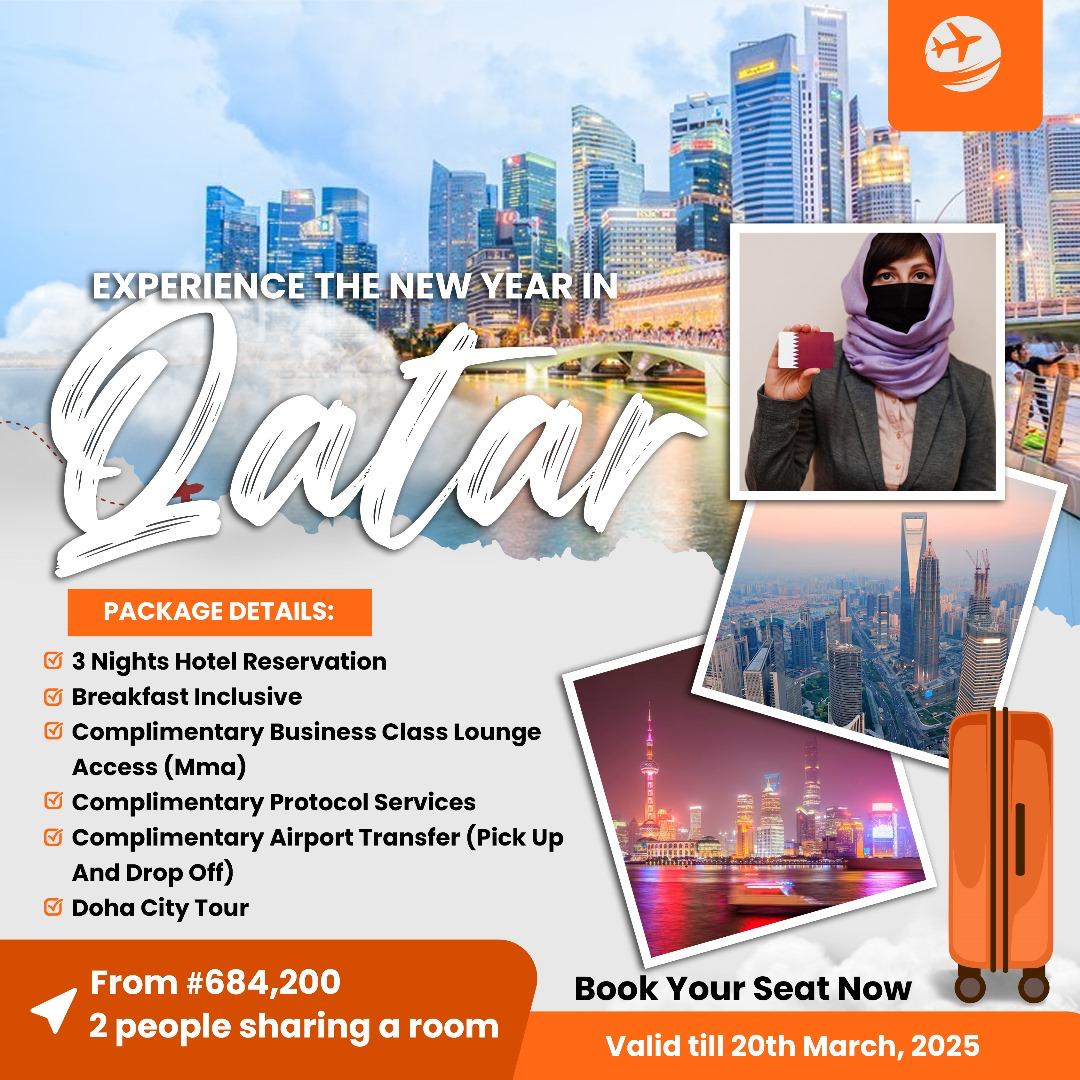 EXPERIENCE THE NEW YEAR IN
Qatar
PACKAGE DETAILS:
3 Nights Hotel Reservation
Breakfast Inclusive
Complimentary Business Class Lounge
Access (Mma)
Complimentary Protocol Services
Complimentary Airport Transfer (Pick Up
And Drop Off)
Doha City Tour
From #684,200
2 people sharing a room
Book Your Seat Now
Valid till 20th March, 2025